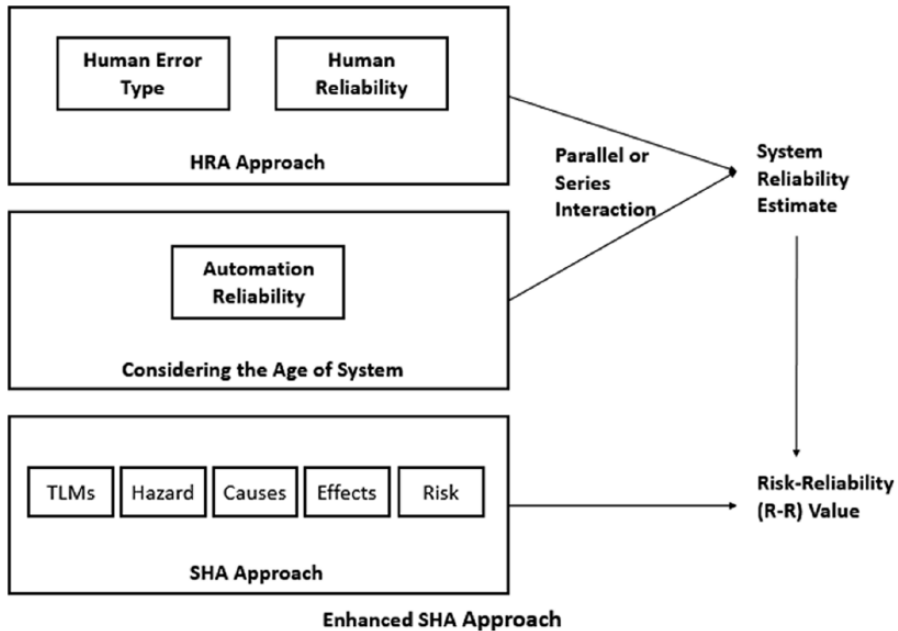 Human Error
Type
Human
Reliability
HRA Approach
Parallel or
Series
Interaction
System
Reliability
Estimate
Automation
Reliability
Considering the Age of System
TLMs
Hazard
Causes
Effects
Risk
SHA Approach
Risk-Reliability
(R-R) Value
Enhanced SHA Approach